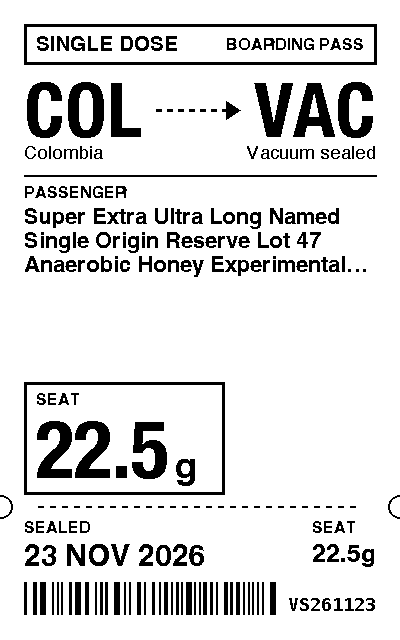 SINGLE DOSE BOARDING PASS
COL VAC
Colombia Vacuum sealed
PASSENGER
Super Extra Ultra Long Named
Single Origin Reserve Lot 47
Anaerobic Honey Experimental...
SEAT
22.5 g
SEALED SEAT
23 NOV 2026 22.5g
VS261123